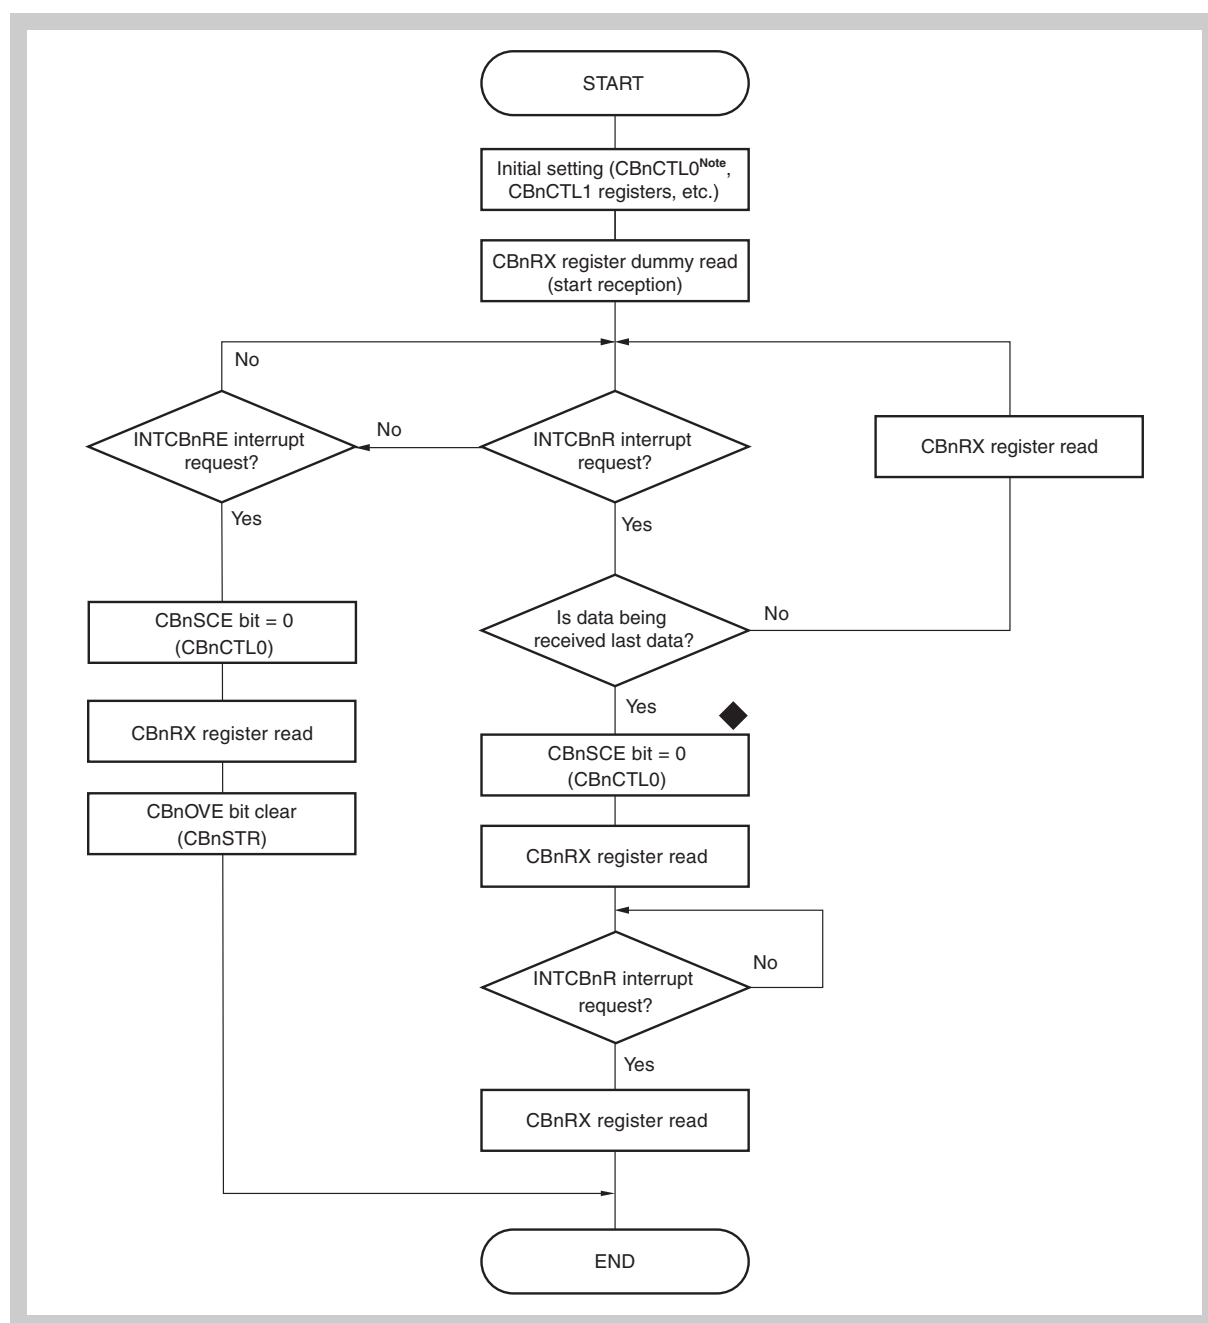 START
Initial setting (CBnCTL0Note,
CBnCTL1 registers, etc.)
CBnRX register dummy read
(start reception)
No
INTCBnRE interrupt
request?
No
INTCBnR interrupt
request?
CBnRX register read
Yes
Yes
CBnSCE bit = 0
(CBnCTL0)
Is data being
received last data?
No
CBnRX register read
Yes
CBnSCE bit = 0
(CBnCTL0)
CBnOVE bit clear
(CBnSTR)
CBnRX register read
INTCBnR interrupt
request?
No
Yes
CBnRX register read
END